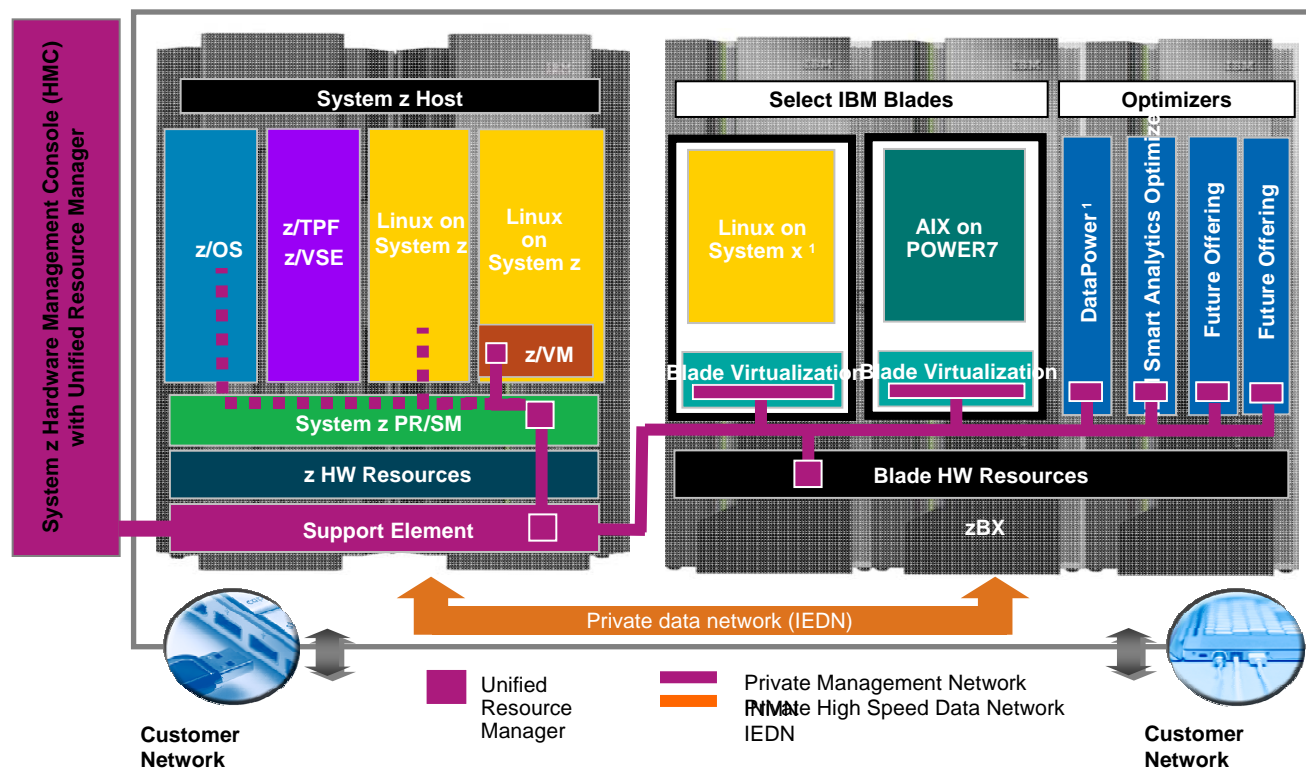 System z Hardware Management Console (HMC)
with Unified Resource Manager
System z Host
Select IBM Blades
Optimizers
z/OS
z/TPF
z/VSE
Linux on
System z
Linux
on
System z
z/VM
Linux on
System x 1
AIX on
POWER7
DataPower 1
Smart Analytics Optimize
Future Offering
Future Offering
Blade Virtualization
Blade Virtualization
System z PR/SM
z HW Resources
Blade HW Resources
Support Element
zBX
Private data network (IEDN)
Unified
Resource
Manager
Private Management Network
INMN
Private High Speed Data Network
IEDN
Customer
Network
Customer
Network